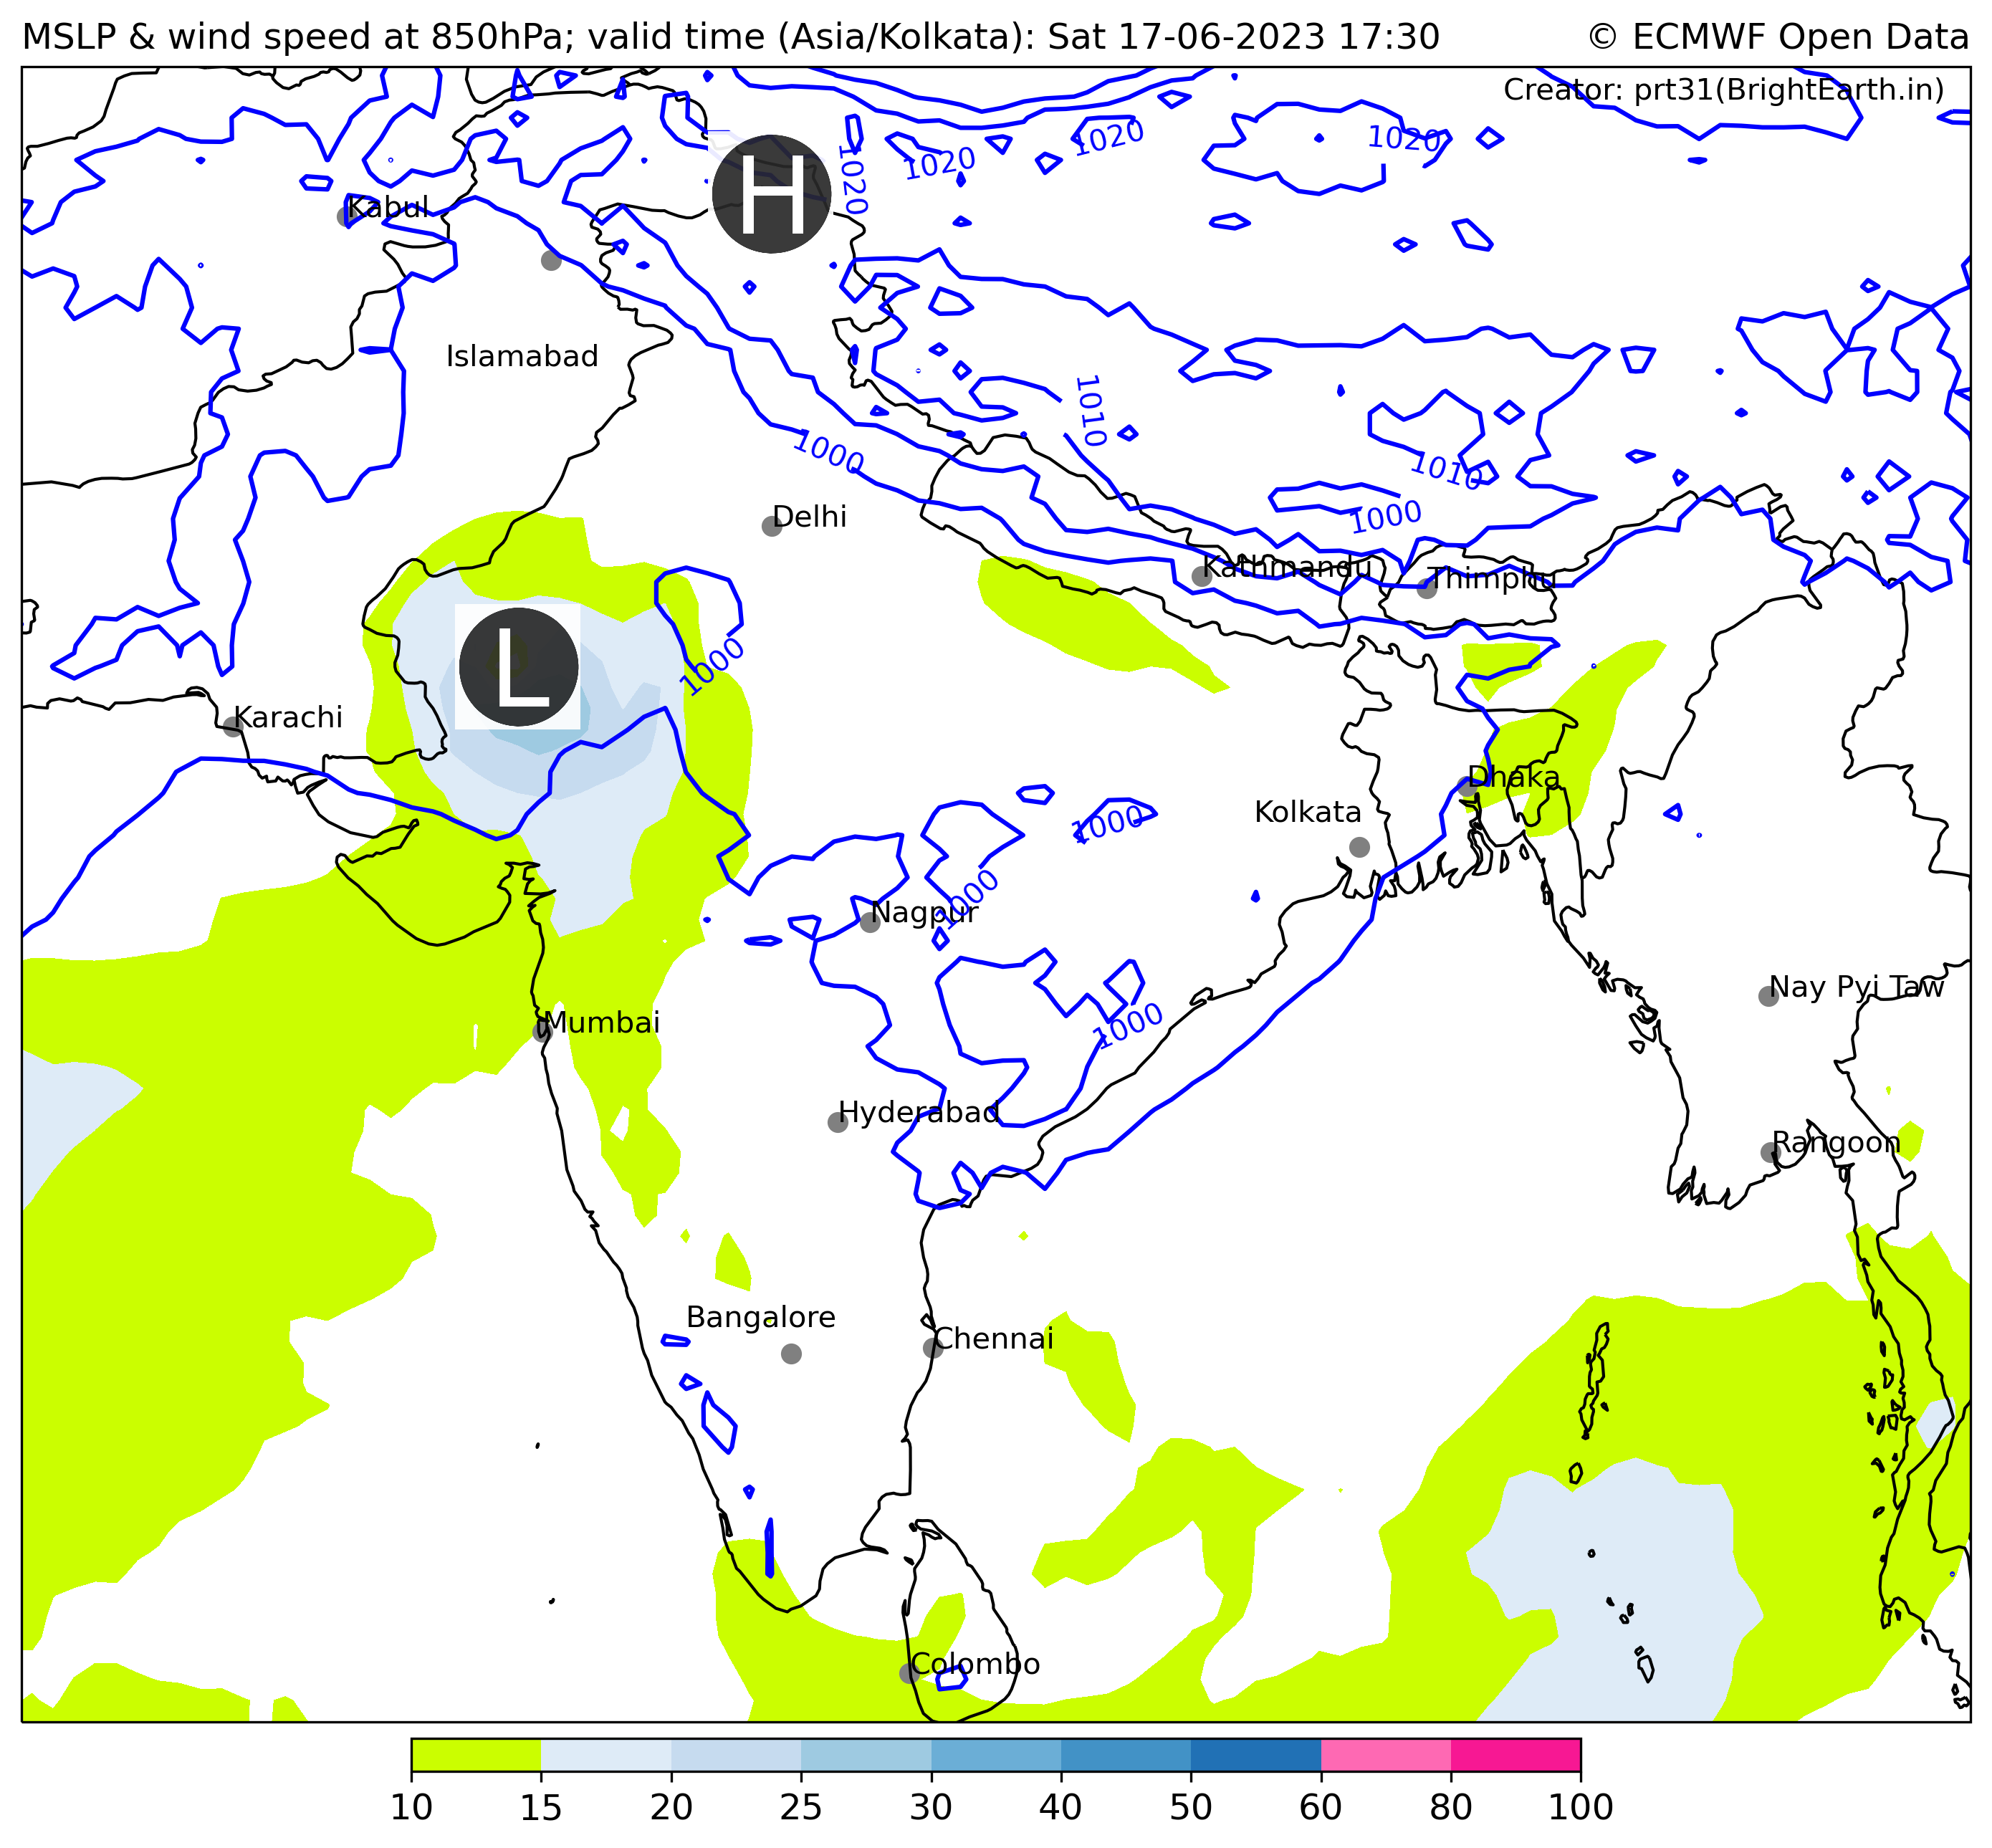 MSLP & wind speed at 850hPa; valid time (Asia/Kolkata): Sat 17-06-2023 17:30 © ECMWF Open Data
Creator: prt31(BrightEarth.in)
1020
1020
1020
1020
H
Kabul
Islamabad
1010
1000
1010
1000
Delhi
Kathmandu
Thimphu
L
1000
Karachi
Dhaka
Kolkata
1000
1000
Nagpur
Nay Pyi Taw
Mumbai
1000
Hyderabad
Rangoon
Bangalore
Chennai
Colombo
10 15 20 25 30 40 50 60 80 100